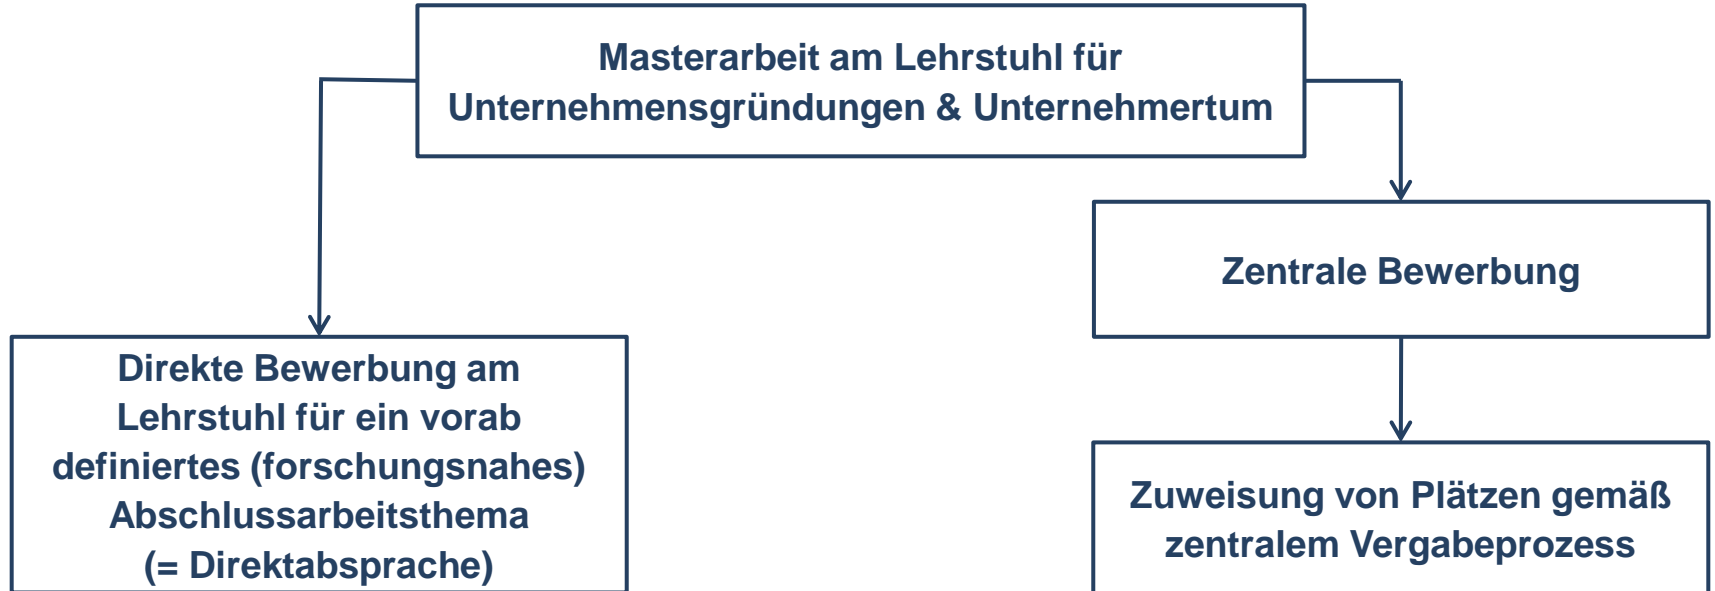 Masterarbeit am Lehrstuhl für
Unternehmensgründungen & Unternehmertum
Zentrale Bewerbung
Direkte Bewerbung am
Lehrstuhl für ein vorab
definiertes (forschungsnahes)
Abschlussarbeitsthema
(= Direktabsprache)
Zuweisung von Plätzen gemäß
zentralem Vergabeprozess